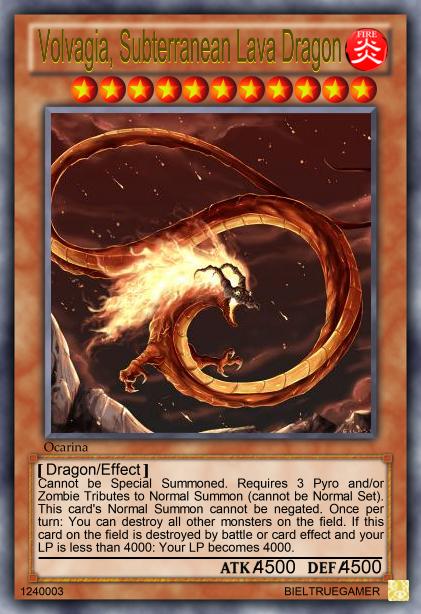 Volvagia, Subterranean Lava Dragon
FIRE
炎
Ocarina
[ Dragon/Effect ]
Cannot be Special Summoned. Requires 3 Pyro and/or
Zombie Tributes to Normal Summon (cannot be Normal Set).
This card's Normal Summon cannot be negated. Once per
turn: You can destroy all other monsters on the field. If this
card on the field is destroyed by battle or card effect and your
LP is less than 4000: Your LP becomes 4000.
ATK/4500 DEF/4500
1240003 BIELTRUEGAMER